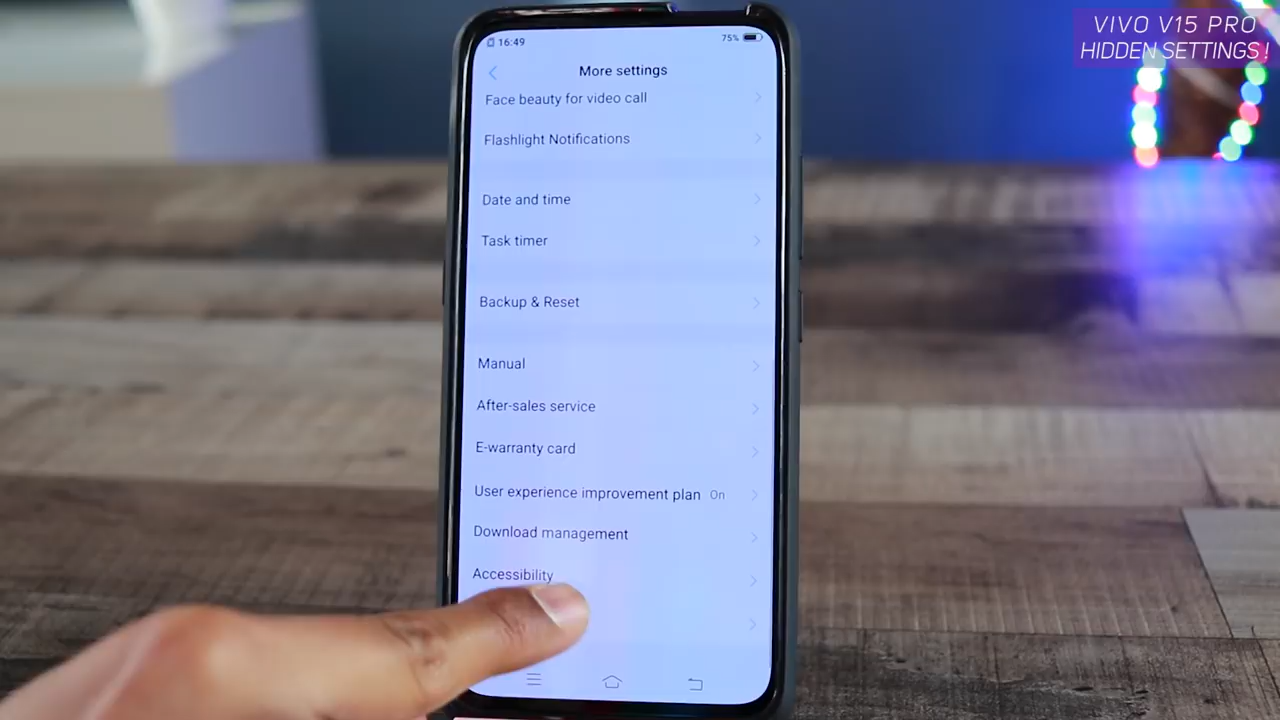 VIVO V15 PRO
HIDDEN SETTINGS!
16:49
75%
More settings
Face beauty for video call
Flashlight Notifications
Date and time
Task timer
Backup & Reset
Manual
After-sales service
E-warranty card
User experience improvement plan On
Download management
Accessibility